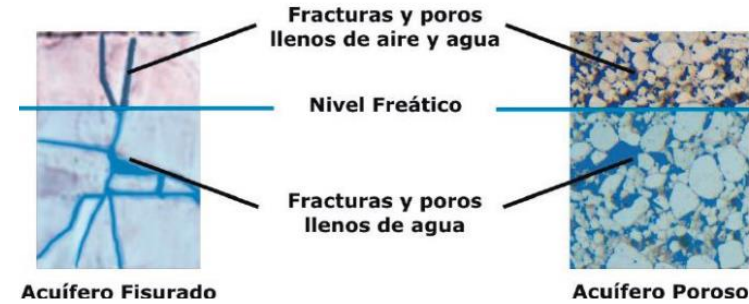 Fracturas y poros
llenos de aire y agua
Nivel Freático
Fracturas y poros
llenos de agua
Acuífero Fisurado
Acuífero Poroso